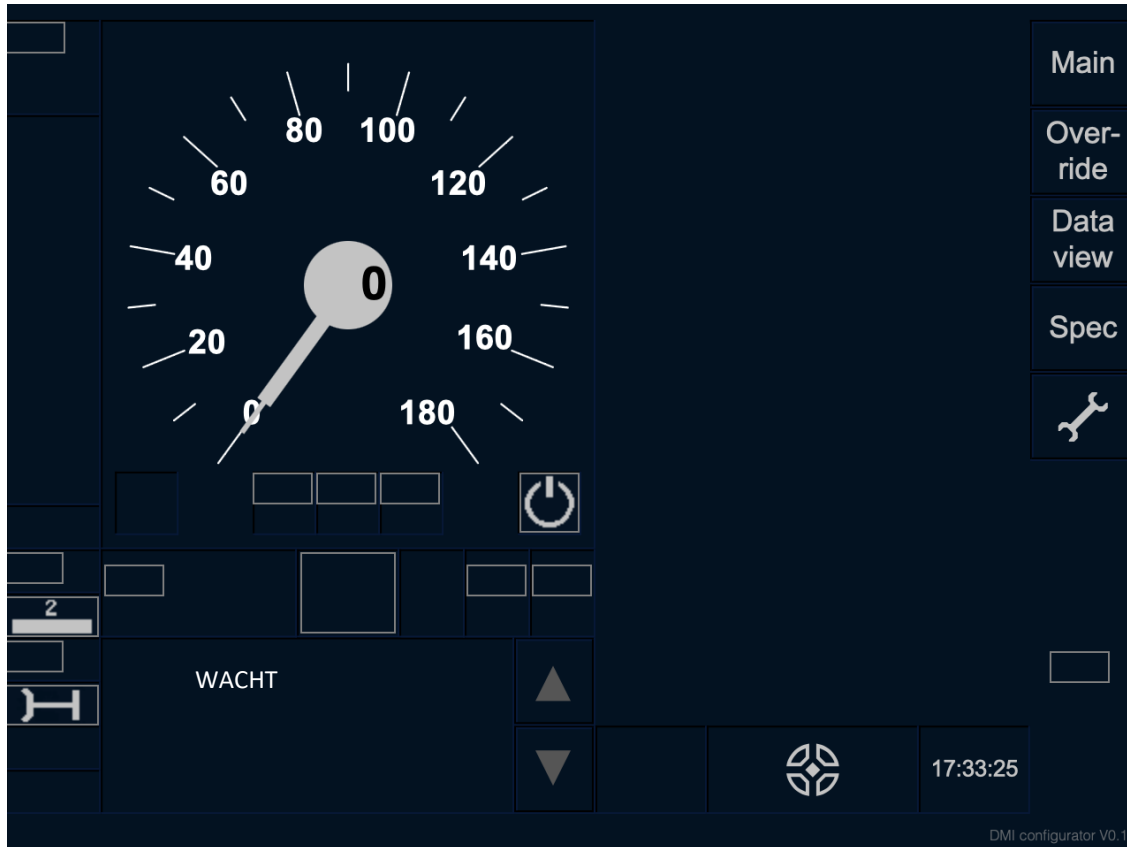 Main
80 100
Over-
ride
60 120
Data
view
40 140
0
Spec
20 160
0 180
2
WACHT
17:33:25
DMI configurator V0.1